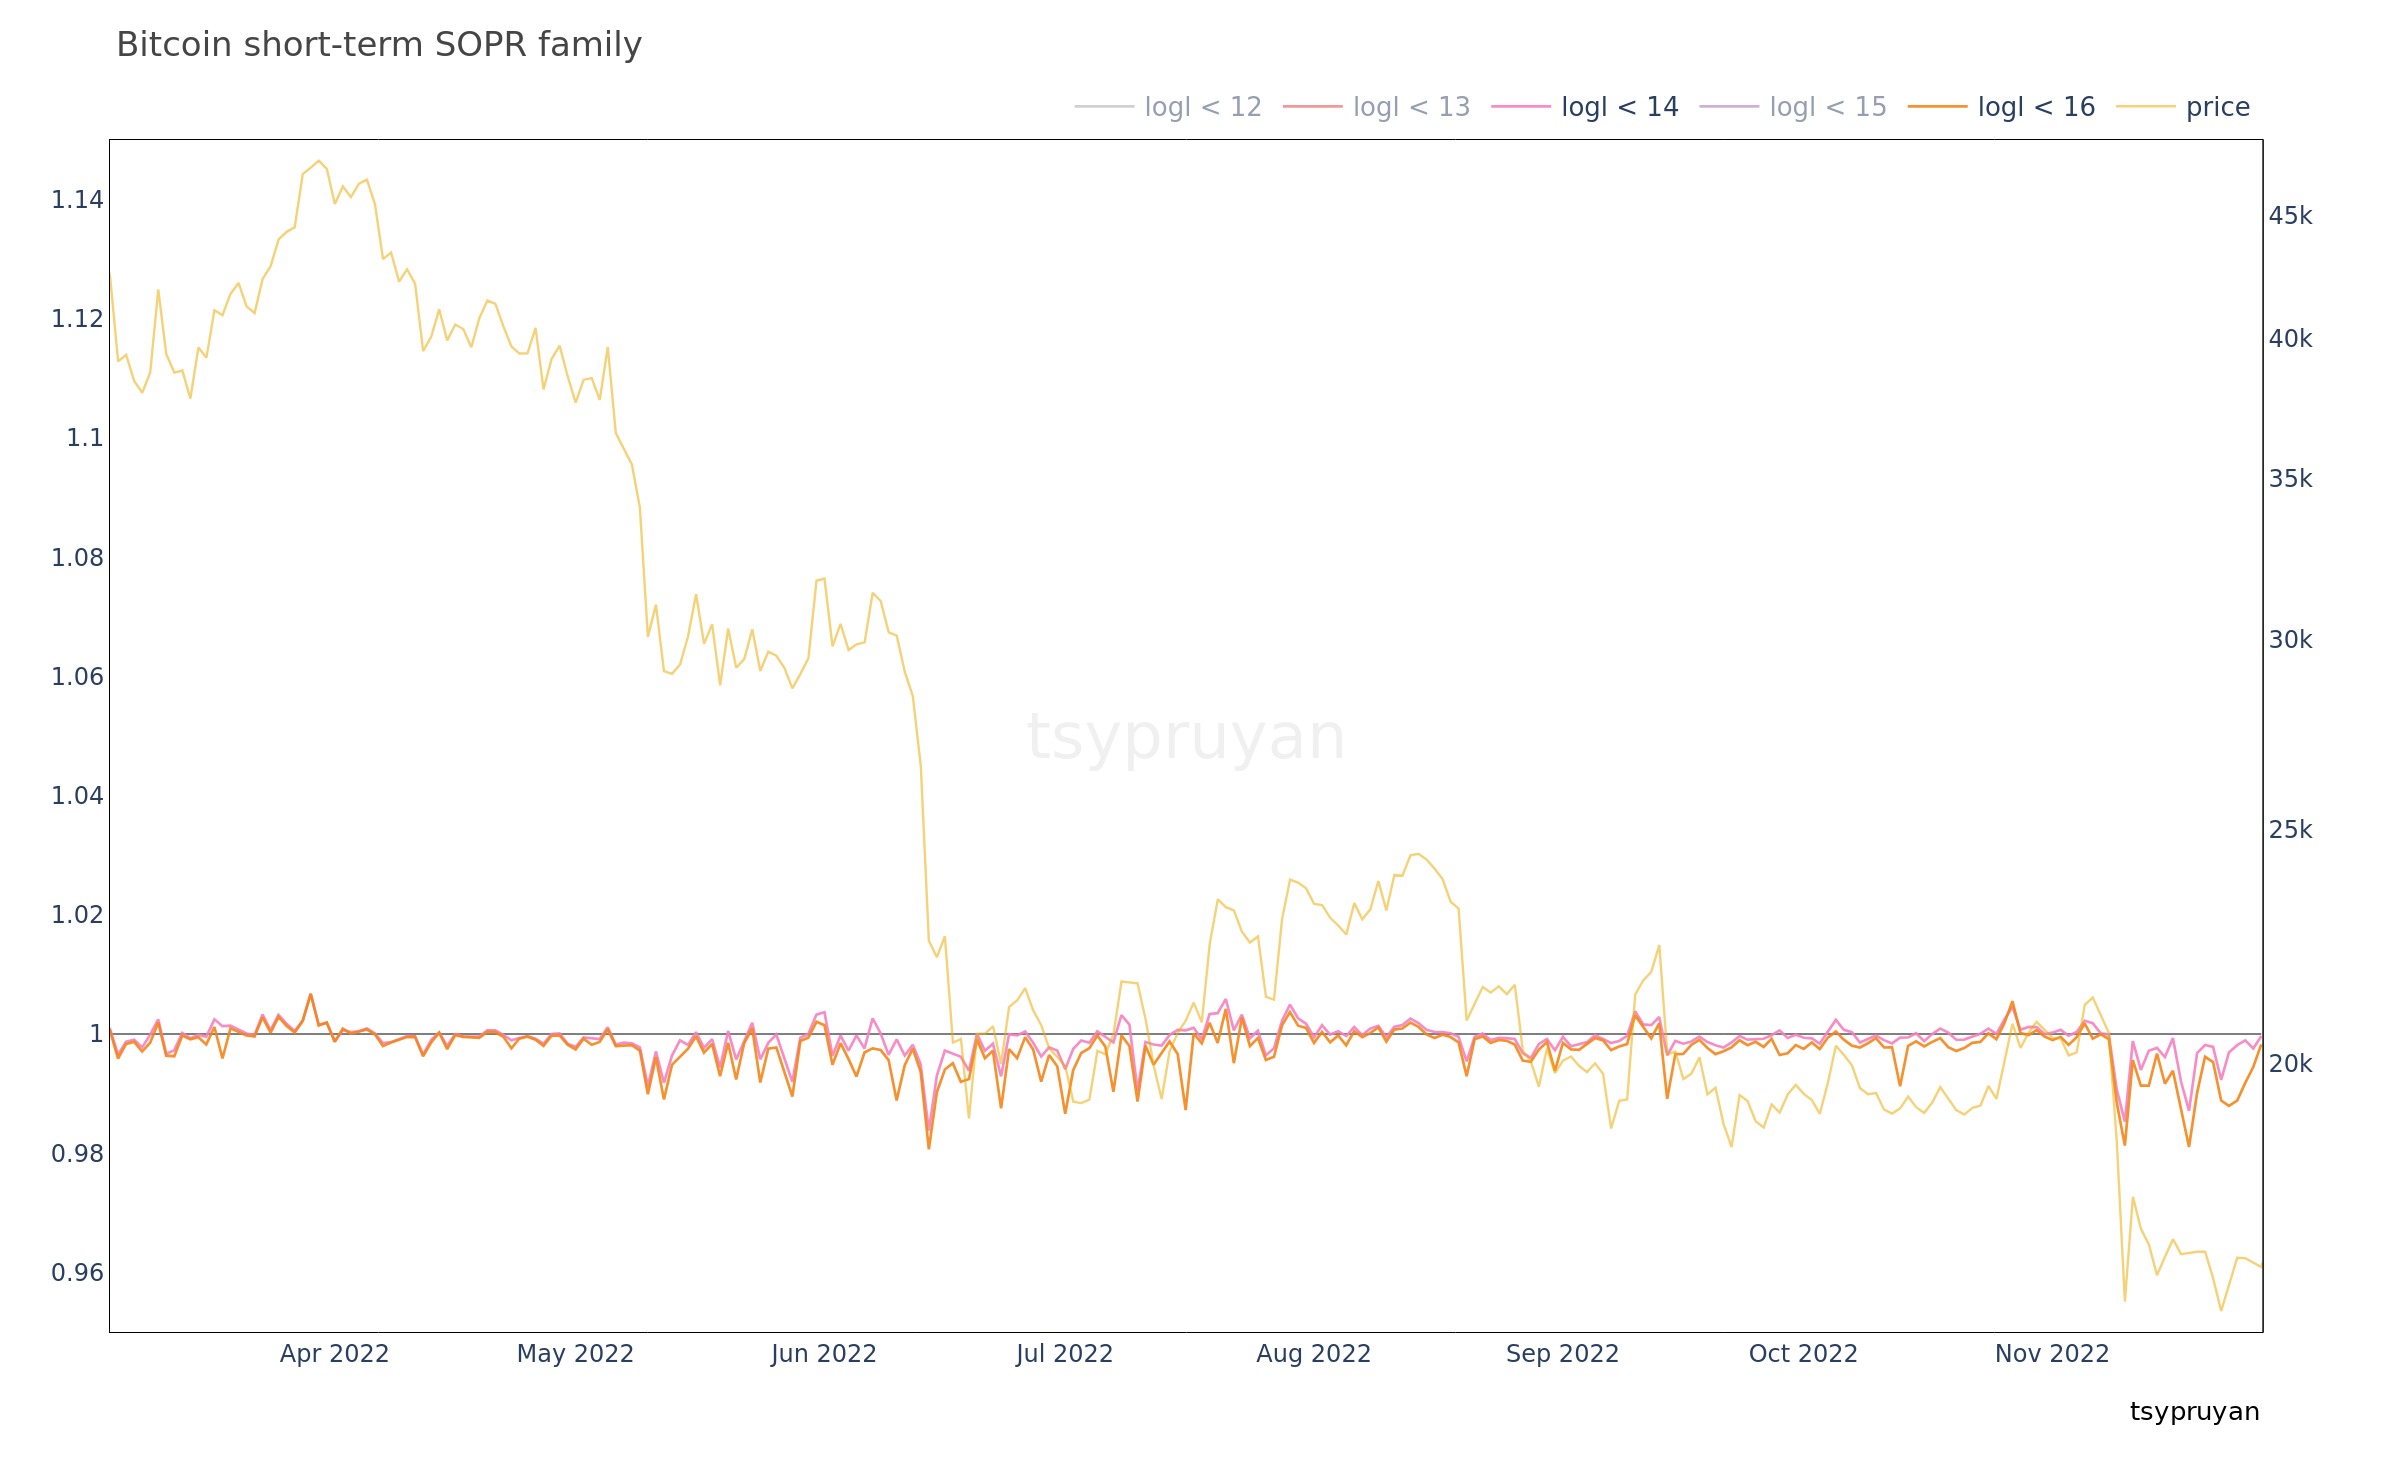 Bitcoin short-term SOPR family
logl < 12 logl < 13 logl < 14 logl < 15 logl < 16 price
1.14
1.12
1.1
1.08
1.06
1.04
1.02
1
0.98
0.96
45k
40k
35k
30k
25k
20k
tsypruyan
Apr 2022 May 2022 Jun 2022 Jul 2022 Aug 2022 Sep 2022 Oct 2022 Nov 2022
tsypruyan